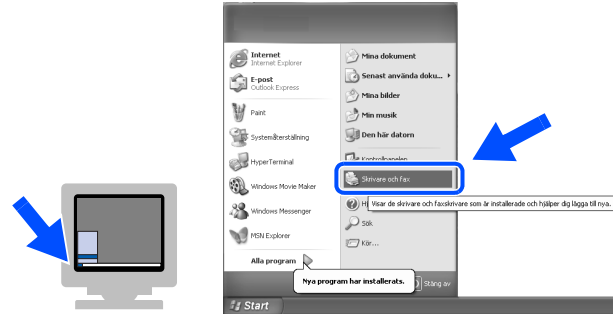 Internet
Internet Explorer
E-post
Outlook Express
Paint
Systemåterställning
HyperTerminal
Windows Movie Maker
Windows Messenger
MSN Explorer
Alla program
Mina dokument
Senast använda doku...
Mina bilder
Min musik
Den här datorn
Kontrollpanelen
Skrivare och fax
Visar de skrivare och faxskrivare som är installerade och hjälper dig lägga till nya.
Sök
Kör...
Nya program har installerats.
Stäng av
Start